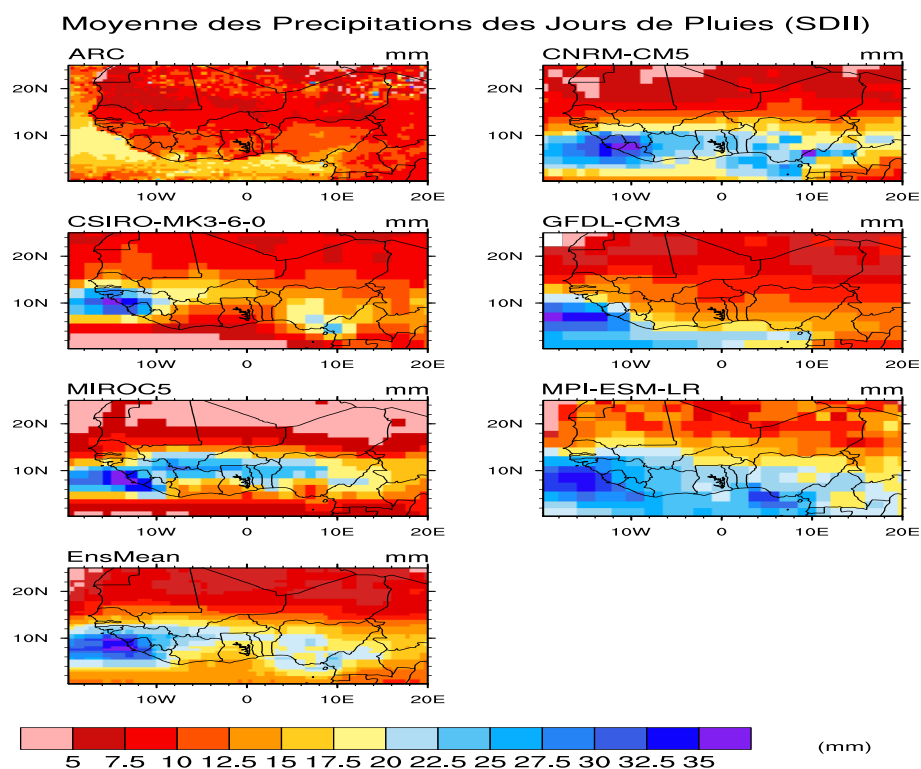 Moyenne des Precipitations des Jours de Pluies (SDII)
ARC mm
CNRM-CM5 mm
20N
10N
10W 0 10E 20E
20N
10N
10W 0 10E 20E
CSIRO-MK3-6-0 mm
GFDL-CM3 mm
20N
10N
10W 0 10E 20E
20N
10N
10W 0 10E 20E
MIROC5 mm
MPI-ESM-LR mm
20N
10N
10W 0 10E 20E
20N
10N
10W 0 10E 20E
EnsMean mm
20N
10N
10W 0 10E 20E
5 7.5 10 12.5 15 17.5 20 22.5 25 27.5 30 32.5 35 (mm)